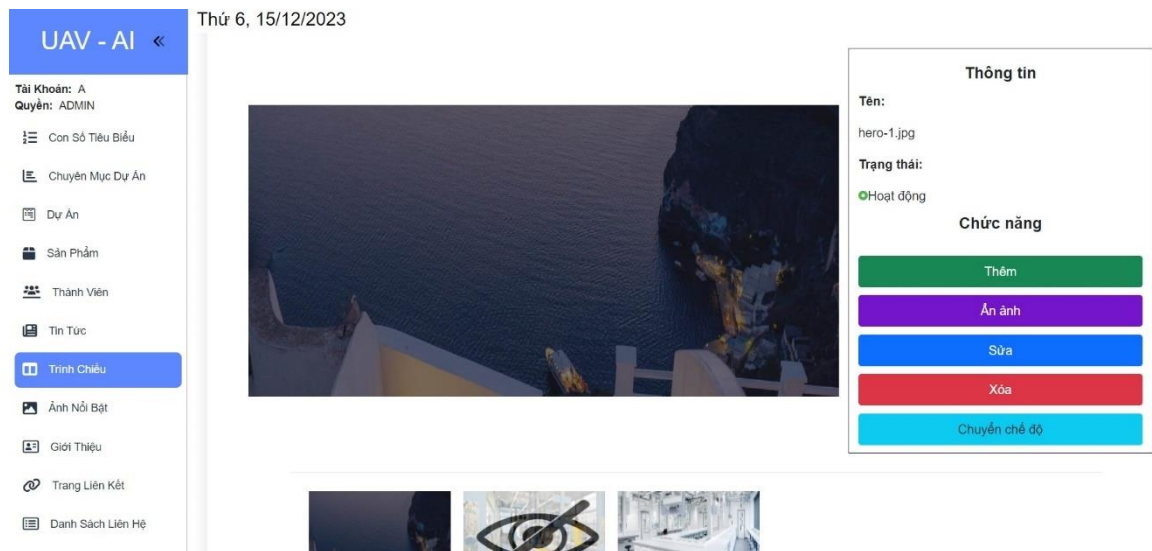 UAV - AI «
Thứ 6, 15/12/2023
Tài Khoản: A
Quyền: ADMIN
Con Số Tiêu Biểu
Chuyên Mục Dự Án
Dự Án
Sản Phẩm
Thành Viên
Tin Tức
Trình Chiếu
Ảnh Nổi Bật
Giới Thiệu
Trang Liên Kết
Danh Sách Liên Hệ
Thông tin
Tên:
hero-1.jpg
Trạng thái:
Hoạt động
Chức năng
Thêm
Ẩn ảnh
Sửa
Xóa
Chuyển chế độ